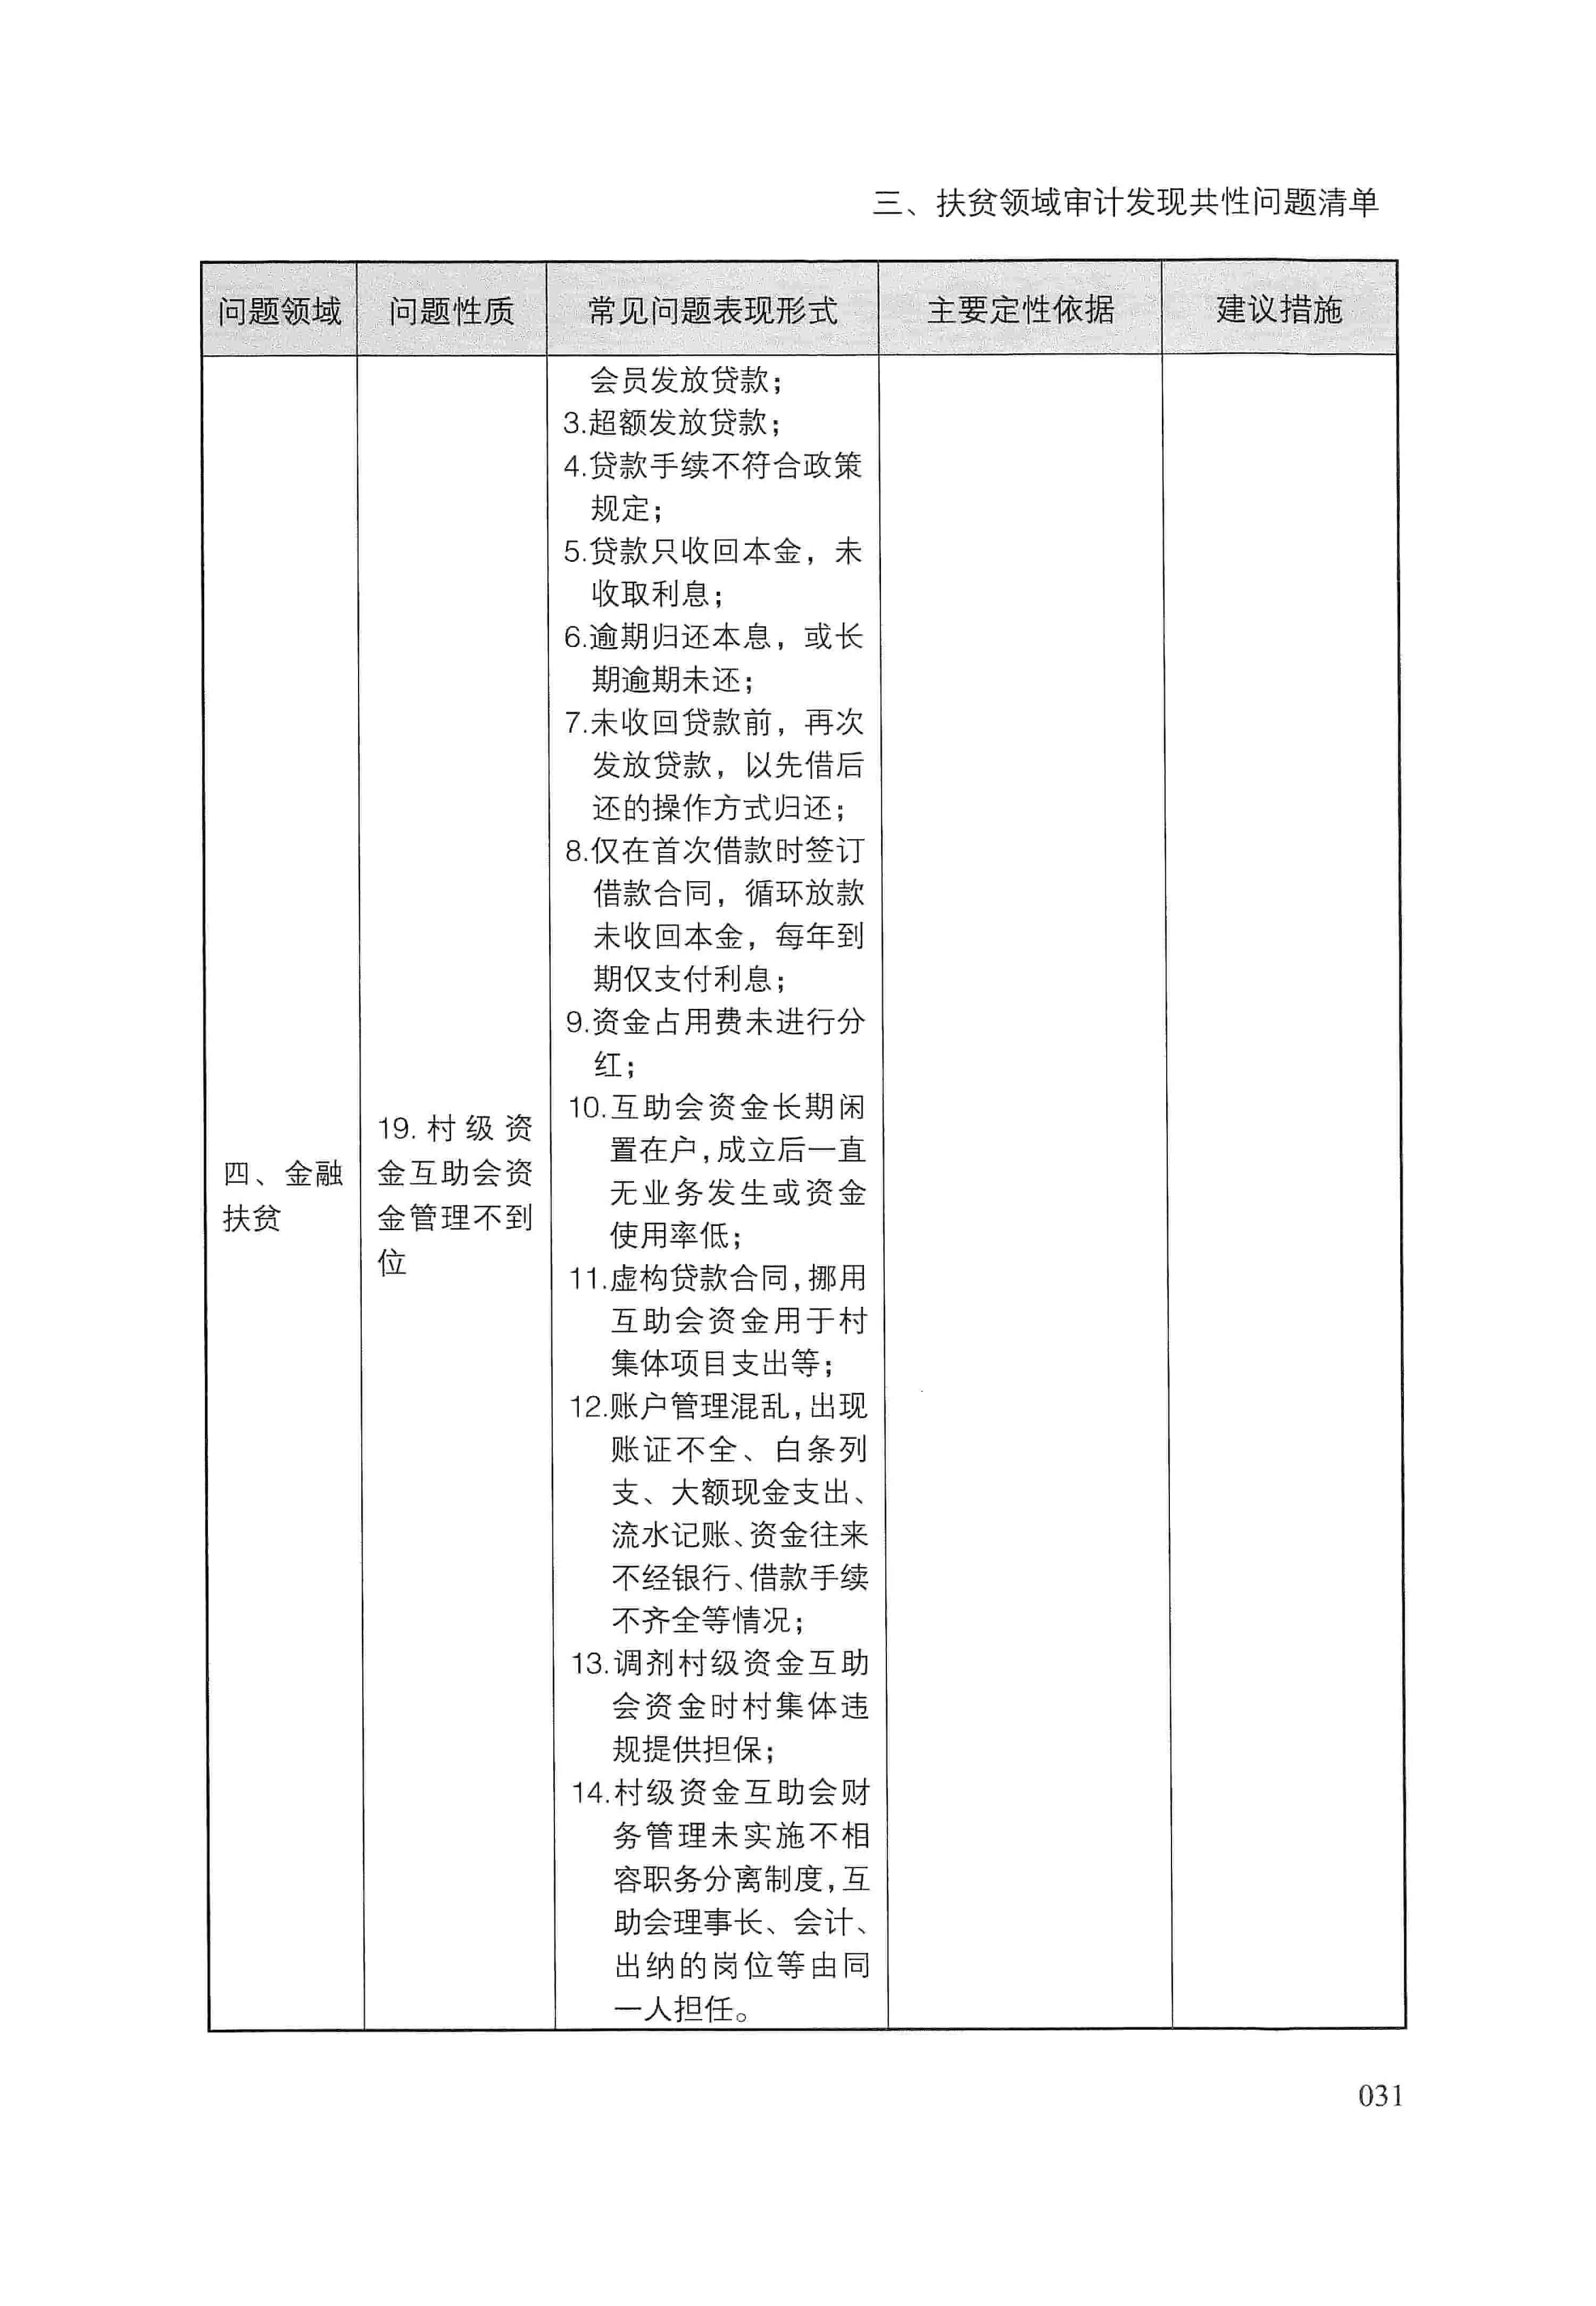 三、扶贫领域审计发现共性问题清单
问题领域 问题性质 常见问题表现形式 主要定性依据 建议措施
四、金融
扶贫
19. 村级资
金互助会资
金管理不到
位
会员发放贷款；
3.超额发放贷款；
4.贷款手续不符合政策
规定；
5.贷款只收回本金，未
收取利息；
6.逾期归还本息，或长
期逾期未还；
7.未收回贷款前，再次
发放贷款，以先借后
还的操作方式归还；
8.仅在首次借款时签订
借款合同，循环放款
未收回本金，每年到
期仅支付利息；
9.资金占用费未进行分
红；
10.互助会资金长期闲
置在户，成立后一直
无业务发生或资金
使用率低；
11.虚构贷款合同，挪用
互助会资金用于村
集体项目支出等；
12.账户管理混乱，出现
账证不全、白条列
支、大额现金支出、
流水记账、资金往来
不经银行、借款手续
不齐全等情况；
13.调剂村级资金互助
会资金时村集体违
规提供担保；
14.村级资金互助会财
务管理未实施不相
容职务分离制度，互
助会理事长、会计、
出纳的岗位等由同
一人担任。
031